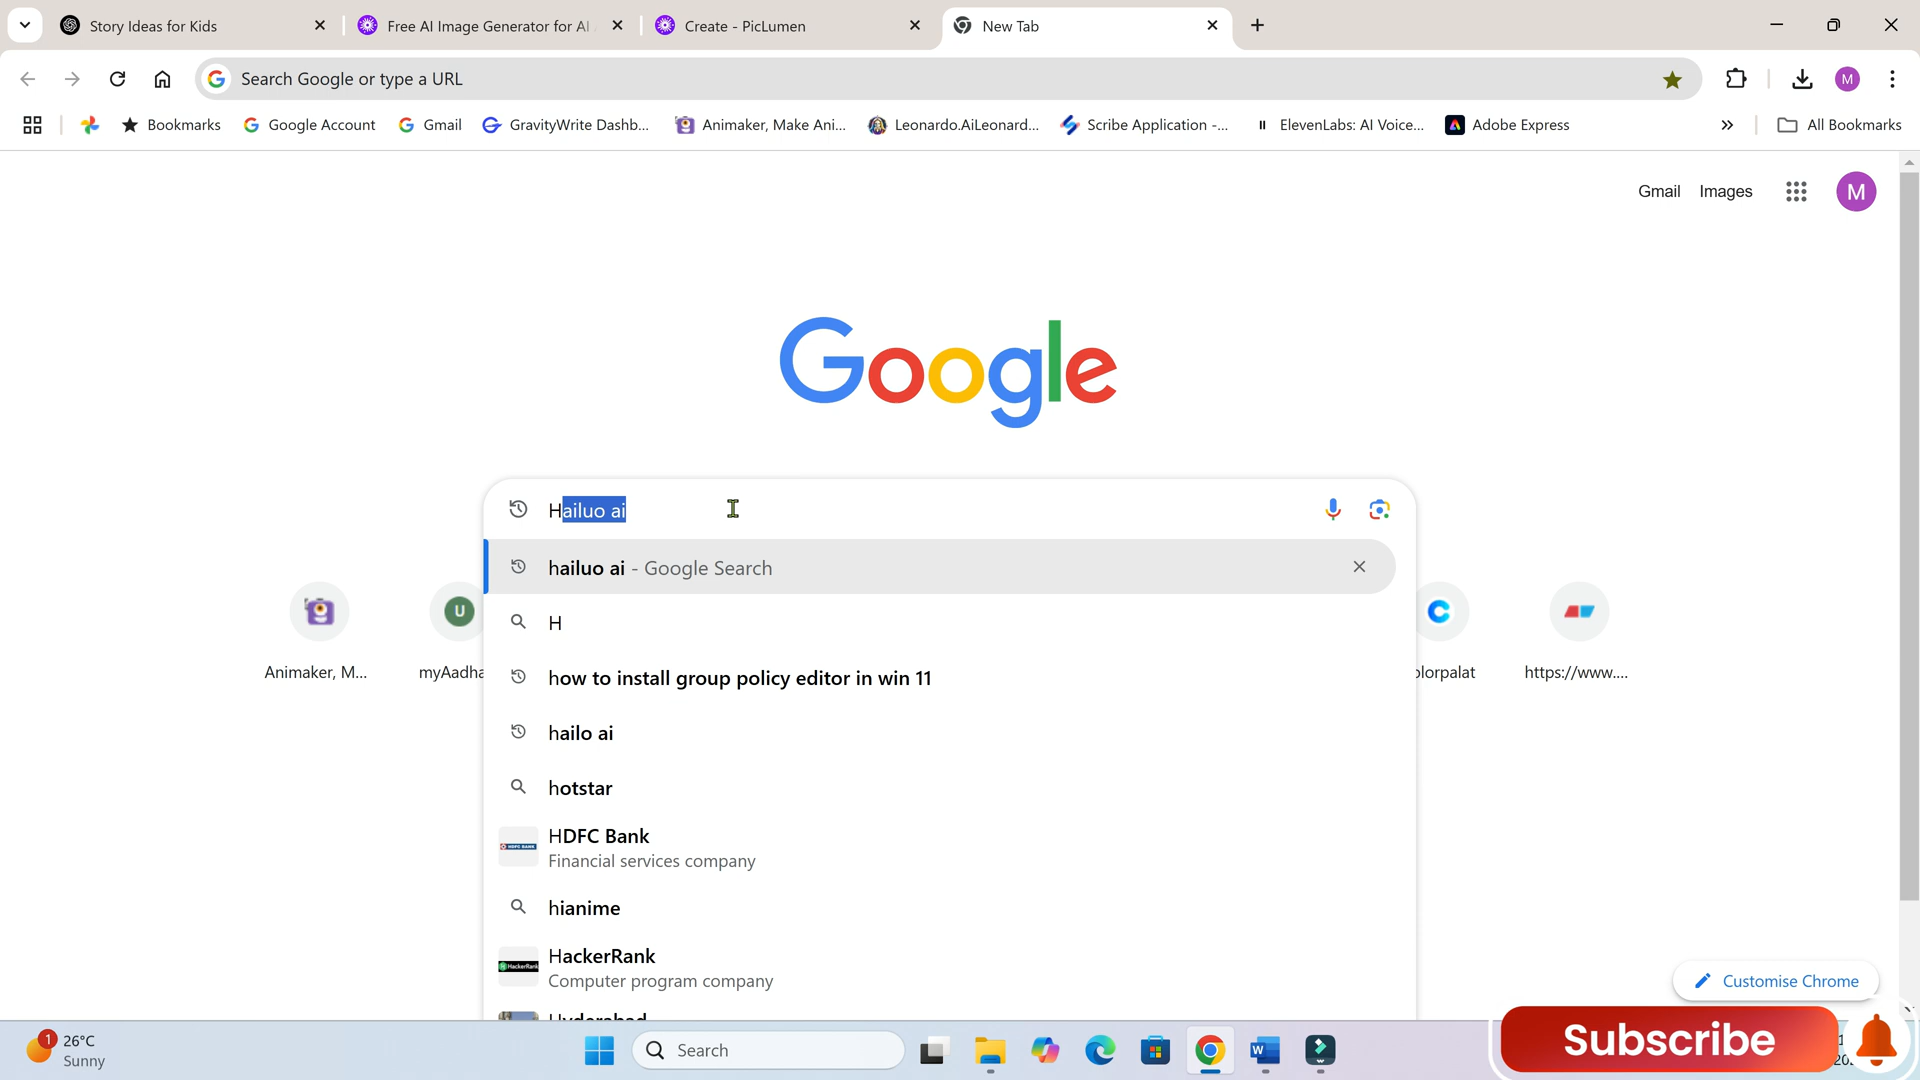 Story Ideas for Kids
Free AI Image Generator for AI
Create - PicLumen
New Tab
Search Google or type a URL
M
Bookmarks
Google Account
Gmail
GravityWrite Dashb...
Animaker, Make Ani...
Leonardo.AiLeonard...
Scribe Application -...
ElevenLabs: AI Voice...
Adobe Express
All Bookmarks
Gmail
Images
M
Google
Hailuo ai
hailuo ai - Google Search
H
how to install group policy editor in win 11
hailo ai
hotstar
HDFC Bank
Financial services company
hianime
HackerRank
Computer program company
Hyderabad
U
Animaker, M...
myAadha
olorpalat
https://www....
Customise Chrome
1
26°C
Sunny
Search
Subscribe